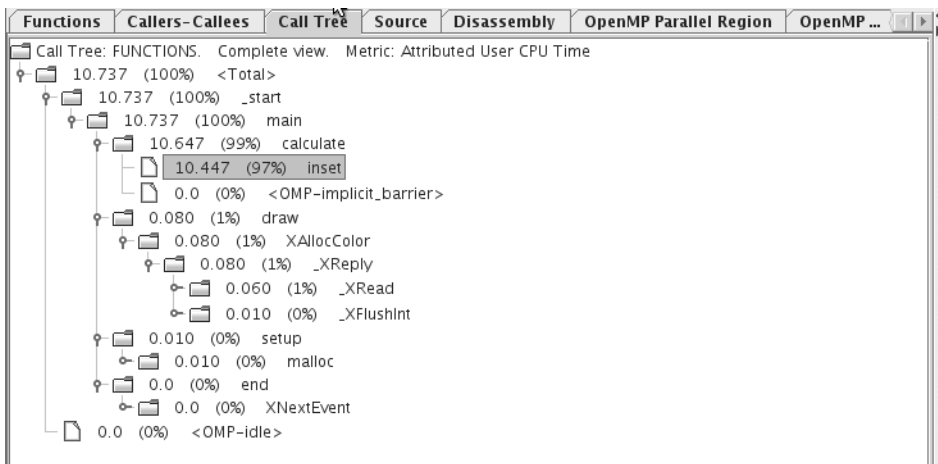 Functions Callers-Callees Call Tree Source Disassembly OpenMP Parallel Region OpenMP ...
Call Tree: FUNCTIONS. Complete view. Metric: Attributed User CPU Time
10.737 (100%) <Total>
10.737 (100%) _start
10.737 (100%) main
10.647 (99%) calculate
10.447 (97%) inset
0.0 (0%) <OMP-implicit_barrier>
0.080 (1%) draw
0.080 (1%) XAllocColor
0.080 (1%) _XReply
0.060 (1%) _XRead
0.010 (0%) _XFlushInt
0.010 (0%) setup
0.010 (0%) malloc
0.0 (0%) end
0.0 (0%) XNextEvent
0.0 (0%) <OMP-idle>